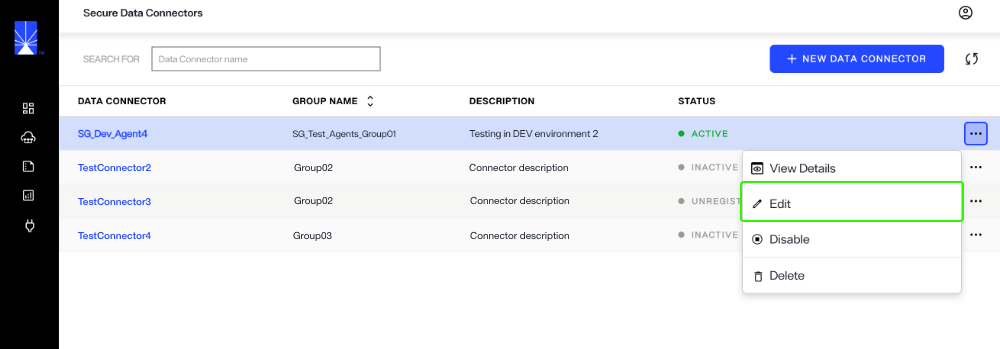 Secure Data Connectors
SEARCH FOR Data Connector name + NEW DATA CONNECTOR
DATA CONNECTOR GROUP NAME DESCRIPTION STATUS
SG_Dev_Agent4 SG_Test_Agents_Group01 Testing in DEV environment 2 ACTIVE
TestConnector2 Group02 Connector description INACTIVE
View Details
TestConnector3 Group02 Connector description UNREGIST
Edit
TestConnector4 Group03 Connector description INACTIVE
Disable
Delete